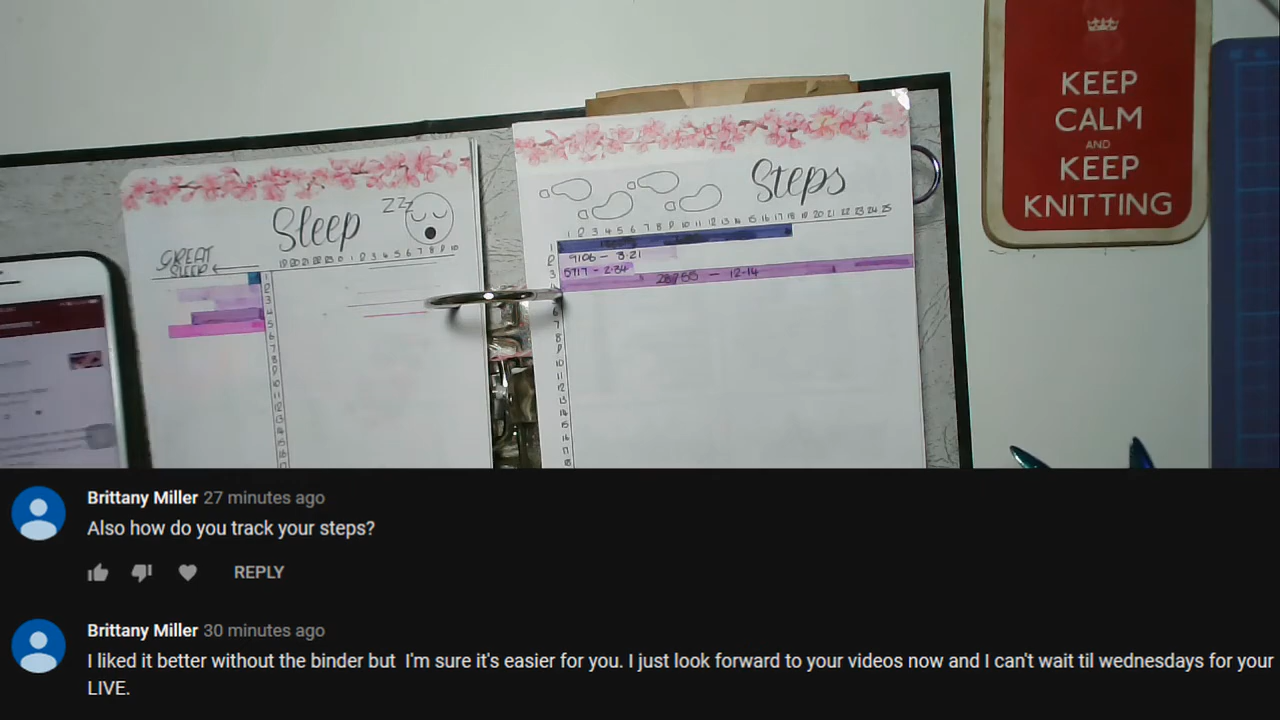 KEEP
CALM
AND
KEEP
KNITTING
Sleep
ZZ
GREAT
SLEEP
Steps
1 2 3 4 5 6 7 8 9 10 11 12 13 14 15 16 17 18 19 20 21 22 23 24 25
9106 - 3.21
5717 - 2.34
- 12-14
Brittany Miller 27 minutes ago
Also how do you track your steps?
REPLY
Brittany Miller 30 minutes ago
I liked it better without the binder but I'm sure it's easier for you. I just look forward to your videos now and I can't wait til wednesdays for your
LIVE.